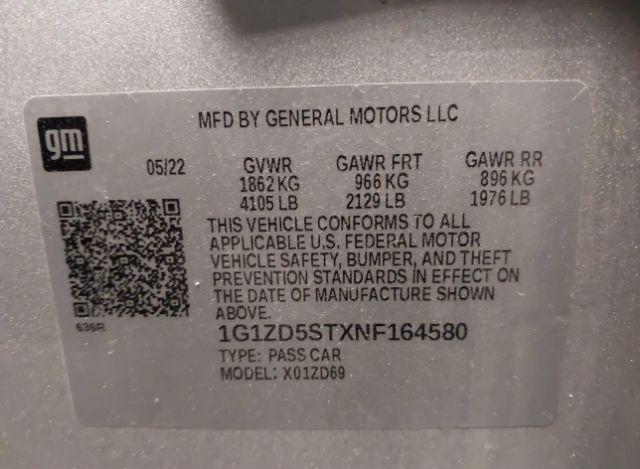 gm
MFD BY GENERAL MOTORS LLC
05/22 GVWR GAWR FRT GAWR RR
1862 KG 966 KG 896 KG
4105 LB 2129 LB 1976 LB
THIS VEHICLE CONFORMS TO ALL
APPLICABLE U.S. FEDERAL MOTOR
VEHICLE SAFETY, BUMPER, AND THEFT
PREVENTION STANDARDS IN EFFECT ON
THE DATE OF MANUFACTURE SHOWN
ABOVE.
636R
1G1ZD5STXNF164580
TYPE: PASS CAR
MODEL: X01ZD69